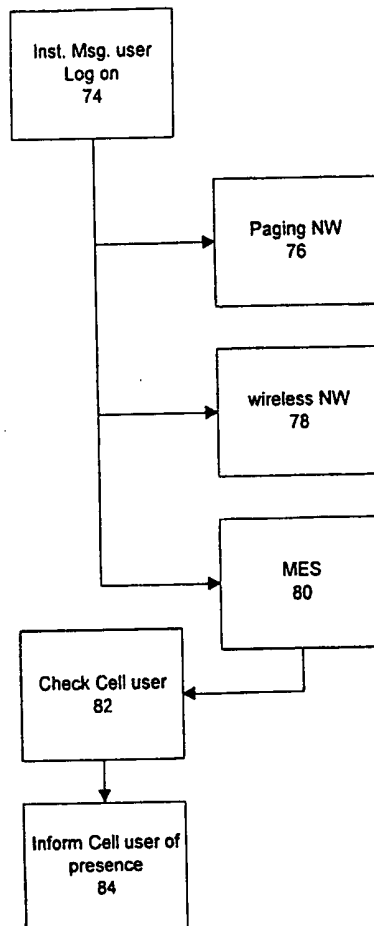 Inst. Msg. user
Log on
74
Paging NW
76
wireless NW
78
MES
80
Check Cell user
82
Inform Cell user of
presence
84